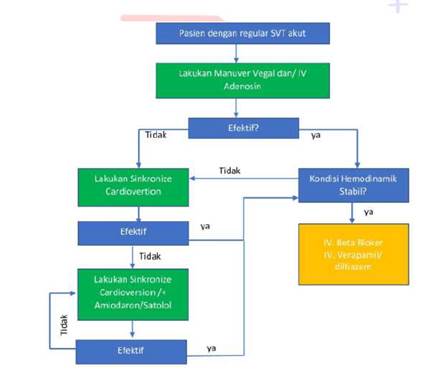 Pasien dengan regular SVT akut
Lakukan Manuver Vegal dan/ IV
Adenosin
Efektif?
Tidak
ya
Lakukan Sinkronize
Cardiovertion
Tidak
Kondisi Hemodinamik
Stabil?
Efektif
ya
ya
Tidak
IV. Beta Bloker
IV. Verapamil/
diltiazem
Lakukan Sinkronize
Cardioversion /+
Amiodaron/Satolol
Tidak
Efektif
ya